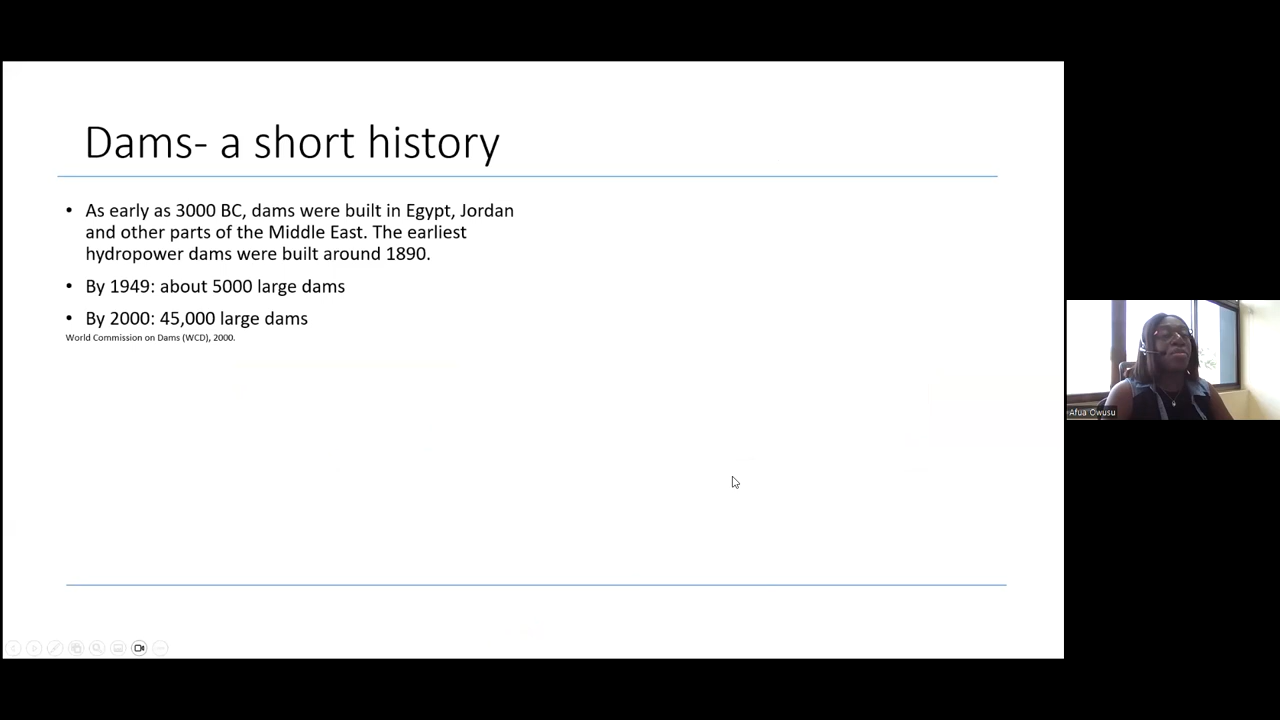 Dams- a short history
• As early as 3000 BC, dams were built in Egypt, Jordan
and other parts of the Middle East. The earliest
hydropower dams were built around 1890.
• By 1949: about 5000 large dams
• By 2000: 45,000 large dams
World Commission on Dams (WCD), 2000.
Afua Owusu